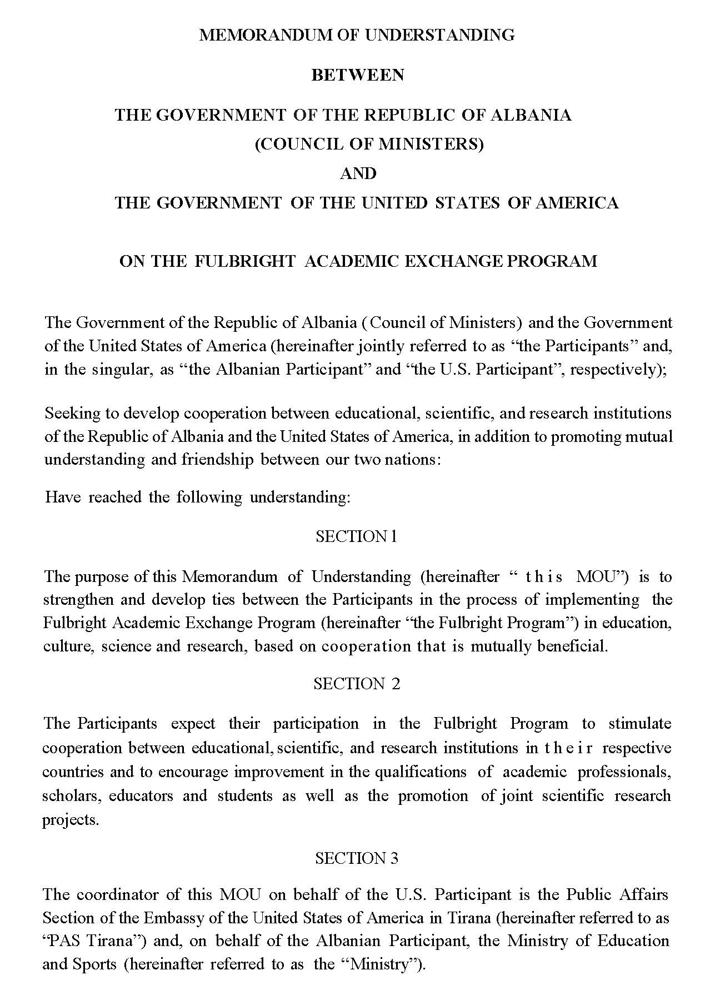 MEMORANDUM OF UNDERSTANDING
BETWEEN
THE GOVERNMENT OF THE REPUBLIC OF ALBANIA
(COUNCIL OF MINISTERS)
AND
THE GOVERNMENT OF THE UNITED STATES OF AMERICA
ON THE FULBRIGHT ACADEMIC EXCHANGE PROGRAM
The Government of the Republic of Albania (Council of Ministers) and the Government
of the United States of America (hereinafter jointly referred to as “the Participants” and,
in the singular, as “the Albanian Participant” and “the U.S. Participant”, respectively);
Seeking to develop cooperation between educational, scientific, and research institutions
of the Republic of Albania and the United States of America, in addition to promoting mutual
understanding and friendship between our two nations:
Have reached the following understanding:
SECTION 1
The purpose of this Memorandum of Understanding (hereinafter “ this MOU”) is to
strengthen and develop ties between the Participants in the process of implementing the
Fulbright Academic Exchange Program (hereinafter “the Fulbright Program”) in education,
culture, science and research, based on cooperation that is mutually beneficial.
SECTION 2
The Participants expect their participation in the Fulbright Program to stimulate
cooperation between educational, scientific, and research institutions in their respective
countries and to encourage improvement in the qualifications of academic professionals,
scholars, educators and students as well as the promotion of joint scientific research
projects.
SECTION 3
The coordinator of this MOU on behalf of the U.S. Participant is the Public Affairs
Section of the Embassy of the United States of America in Tirana (hereinafter referred to as
“PAS Tirana”) and, on behalf of the Albanian Participant, the Ministry of Education
and Sports (hereinafter referred to as the “Ministry”).